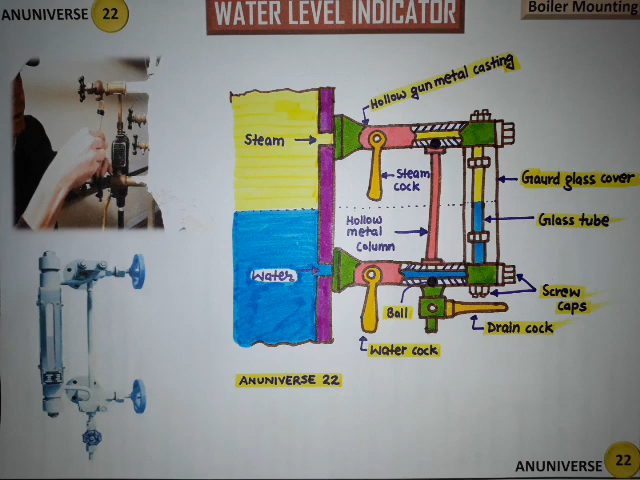 ANUNIVERSE 22
WATER LEVEL INDICATOR
Boiler Mounting
Hollow gun metal casting
Steam
Steam
cock
Gaurd glass cover
Hollow
metal
Column
Glass tube
Water
Ball
Screw
caps
Drain cock
Water cock
ANUNIVERSE 22
ANUNIVERSE 22